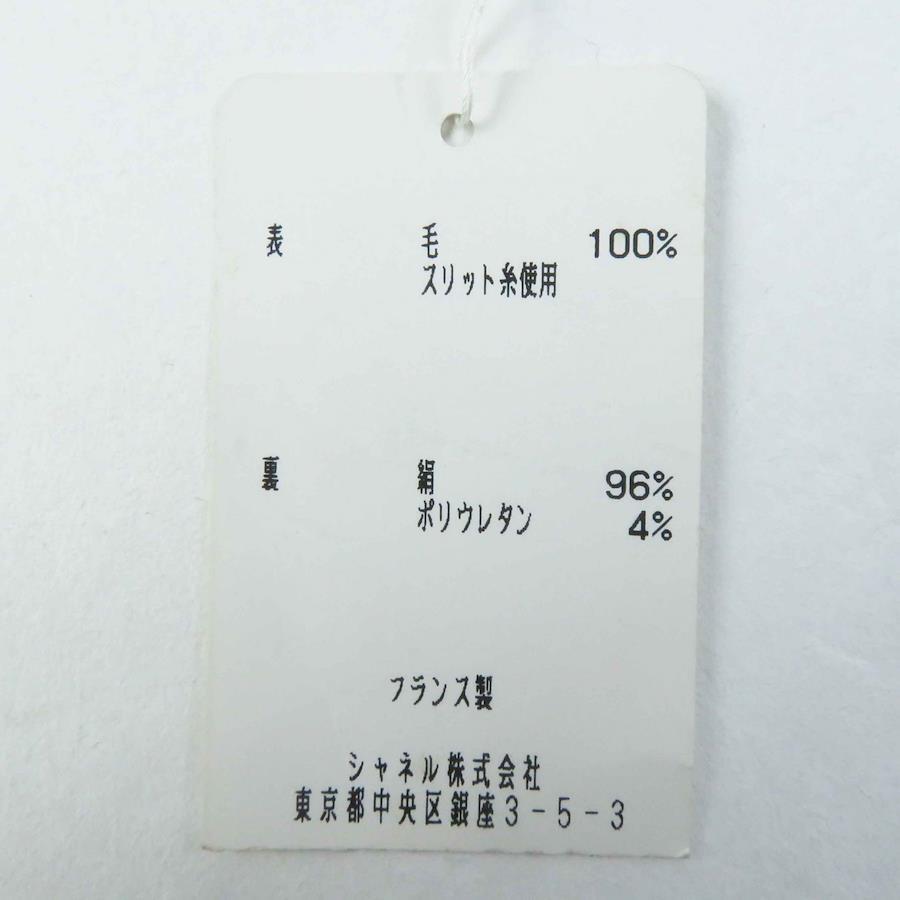 表 毛 100%
スリット糸使用
裏 絹 96%
ポリウレタン 4%
フランス製
シャネル株式会社
東京都中央区銀座3-5-3